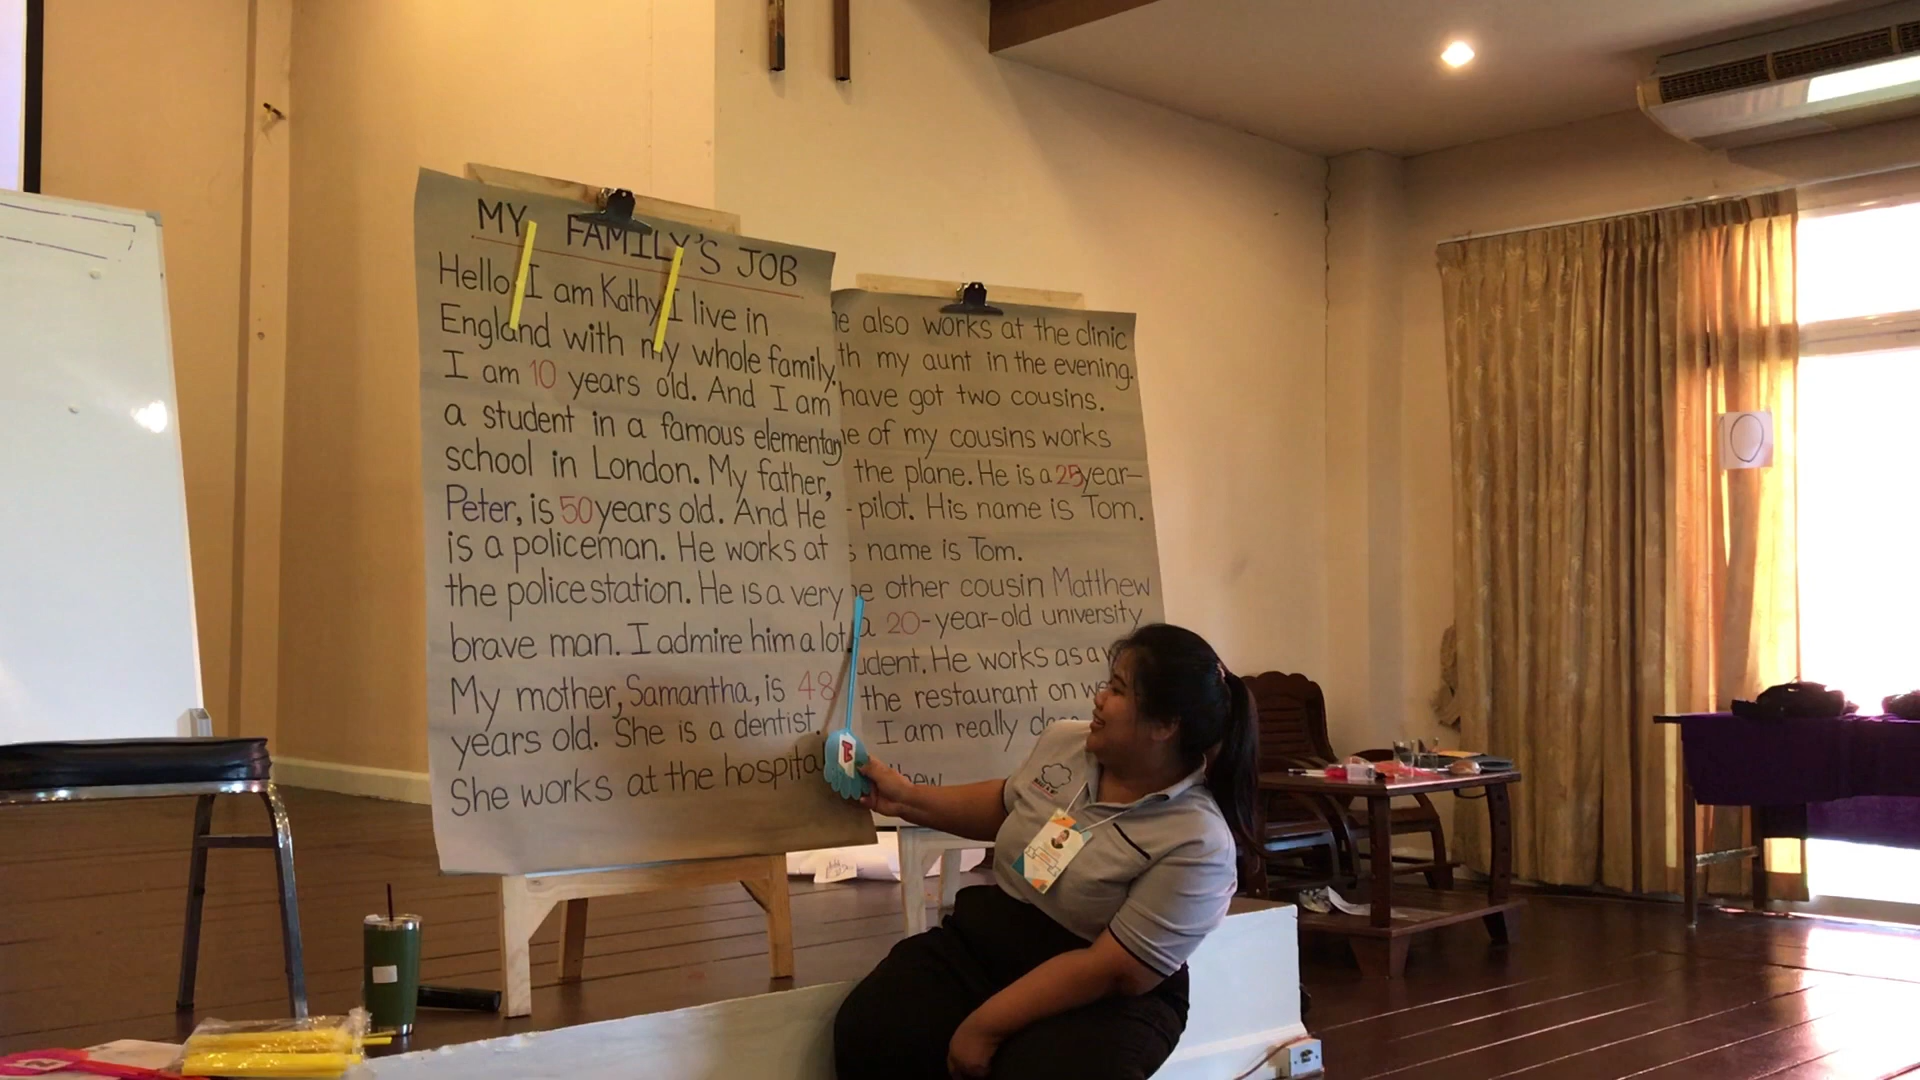 MY FAMILY'S JOB
Hello I am Kathy I live in
England with my whole family.
I am 10 years old. And I am
a student in a famous elementary
school in London. My father,
Peter, is 50 years old. And He
is a policeman. He works at
the police station. He is a very
brave man. I admire him a lot.
My mother, Samantha, is 48
years old. She is a dentist.
She works at the hospital
also works at the clinic
my aunt in the evening.
have got two cousins.
of my cousins works
the plane. He is a 25 year-
-pilot. His name is Tom.
name is Tom.
other cousin Matthew
a 20-year-old university
He works as a
the restaurant on
I am really